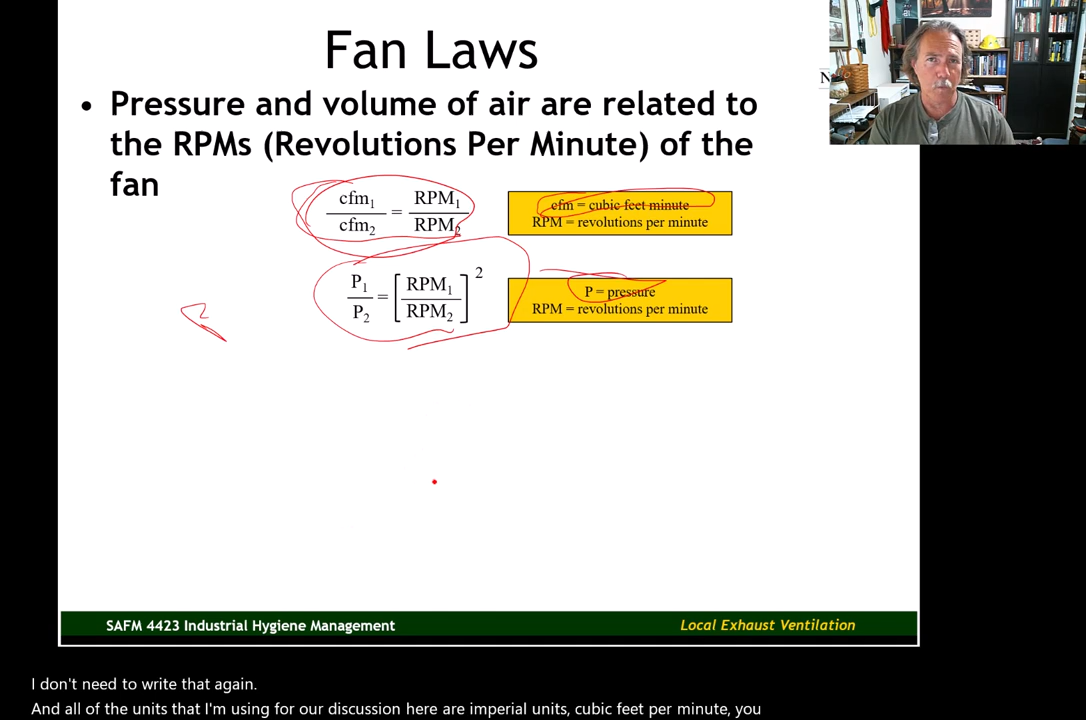 Fan Laws
• Pressure and volume of air are related to
the RPMs (Revolutions Per Minute) of the
fan
cfm₁ / cfm₂ = RPM₁ / RPM₂
cfm = cubic feet minute
RPM = revolutions per minute
P₁ / P₂ = [RPM₁ / RPM₂]²
P = pressure
RPM = revolutions per minute
N
SAFM 4423 Industrial Hygiene Management
Local Exhaust Ventilation
I don't need to write that again.
And all of the units that I'm using for our discussion here are imperial units, cubic feet per minute, you